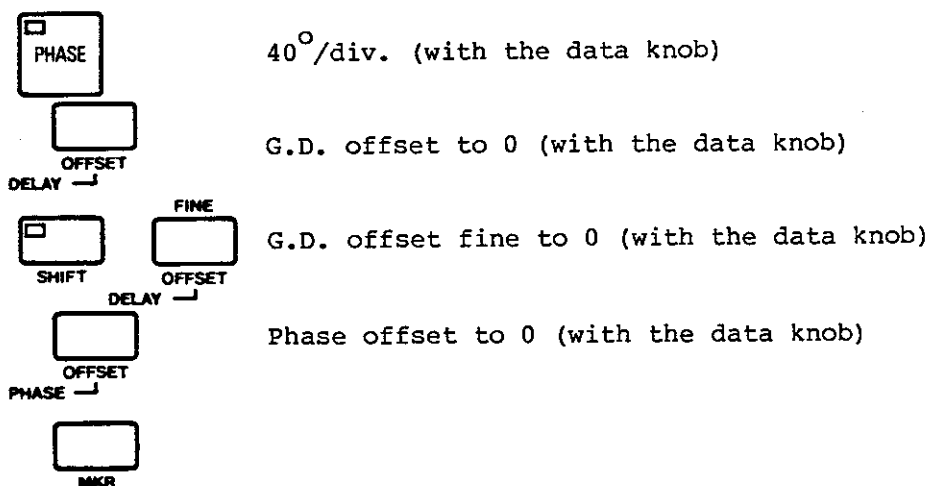 PHASE
40°/div. (with the data knob)
OFFSET
DELAY
G.D. offset to 0 (with the data knob)
FINE
SHIFT
OFFSET
DELAY
G.D. offset fine to 0 (with the data knob)
OFFSET
PHASE
Phase offset to 0 (with the data knob)
MKR